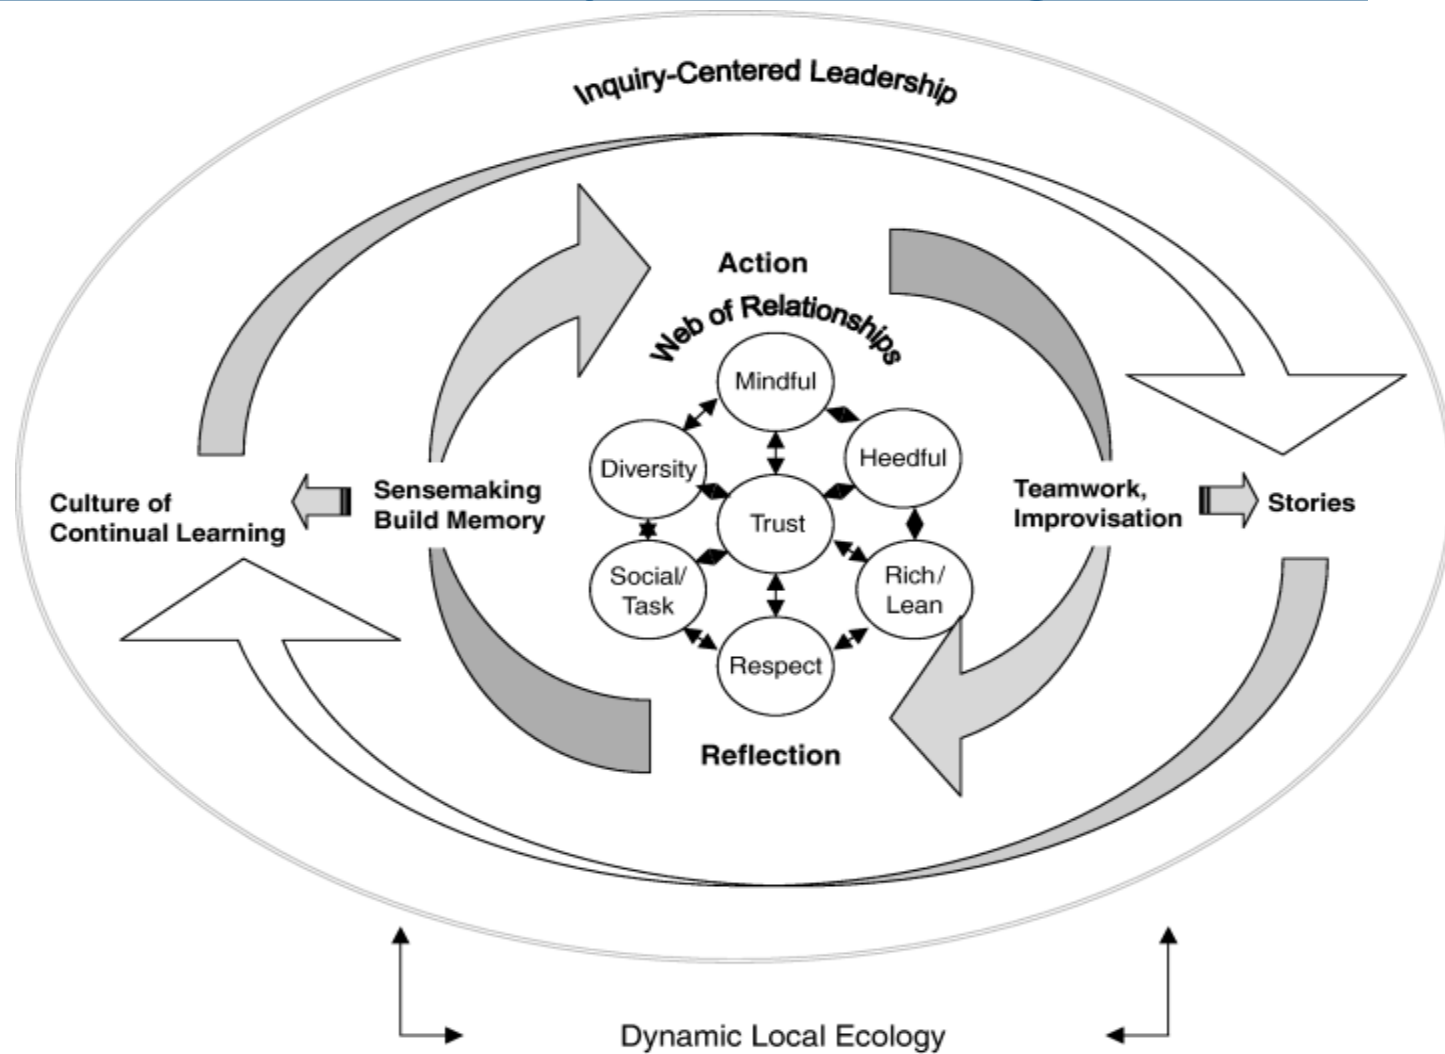 Inquiry-Centered Leadership
Action
Web of Relationships
Mindful
Diversity
Heedful
Culture of
Continual Learning
Sensemaking
Build Memory
Trust
Teamwork,
Improvisation
Stories
Social/
Task
Rich/
Lean
Respect
Reflection
Dynamic Local Ecology